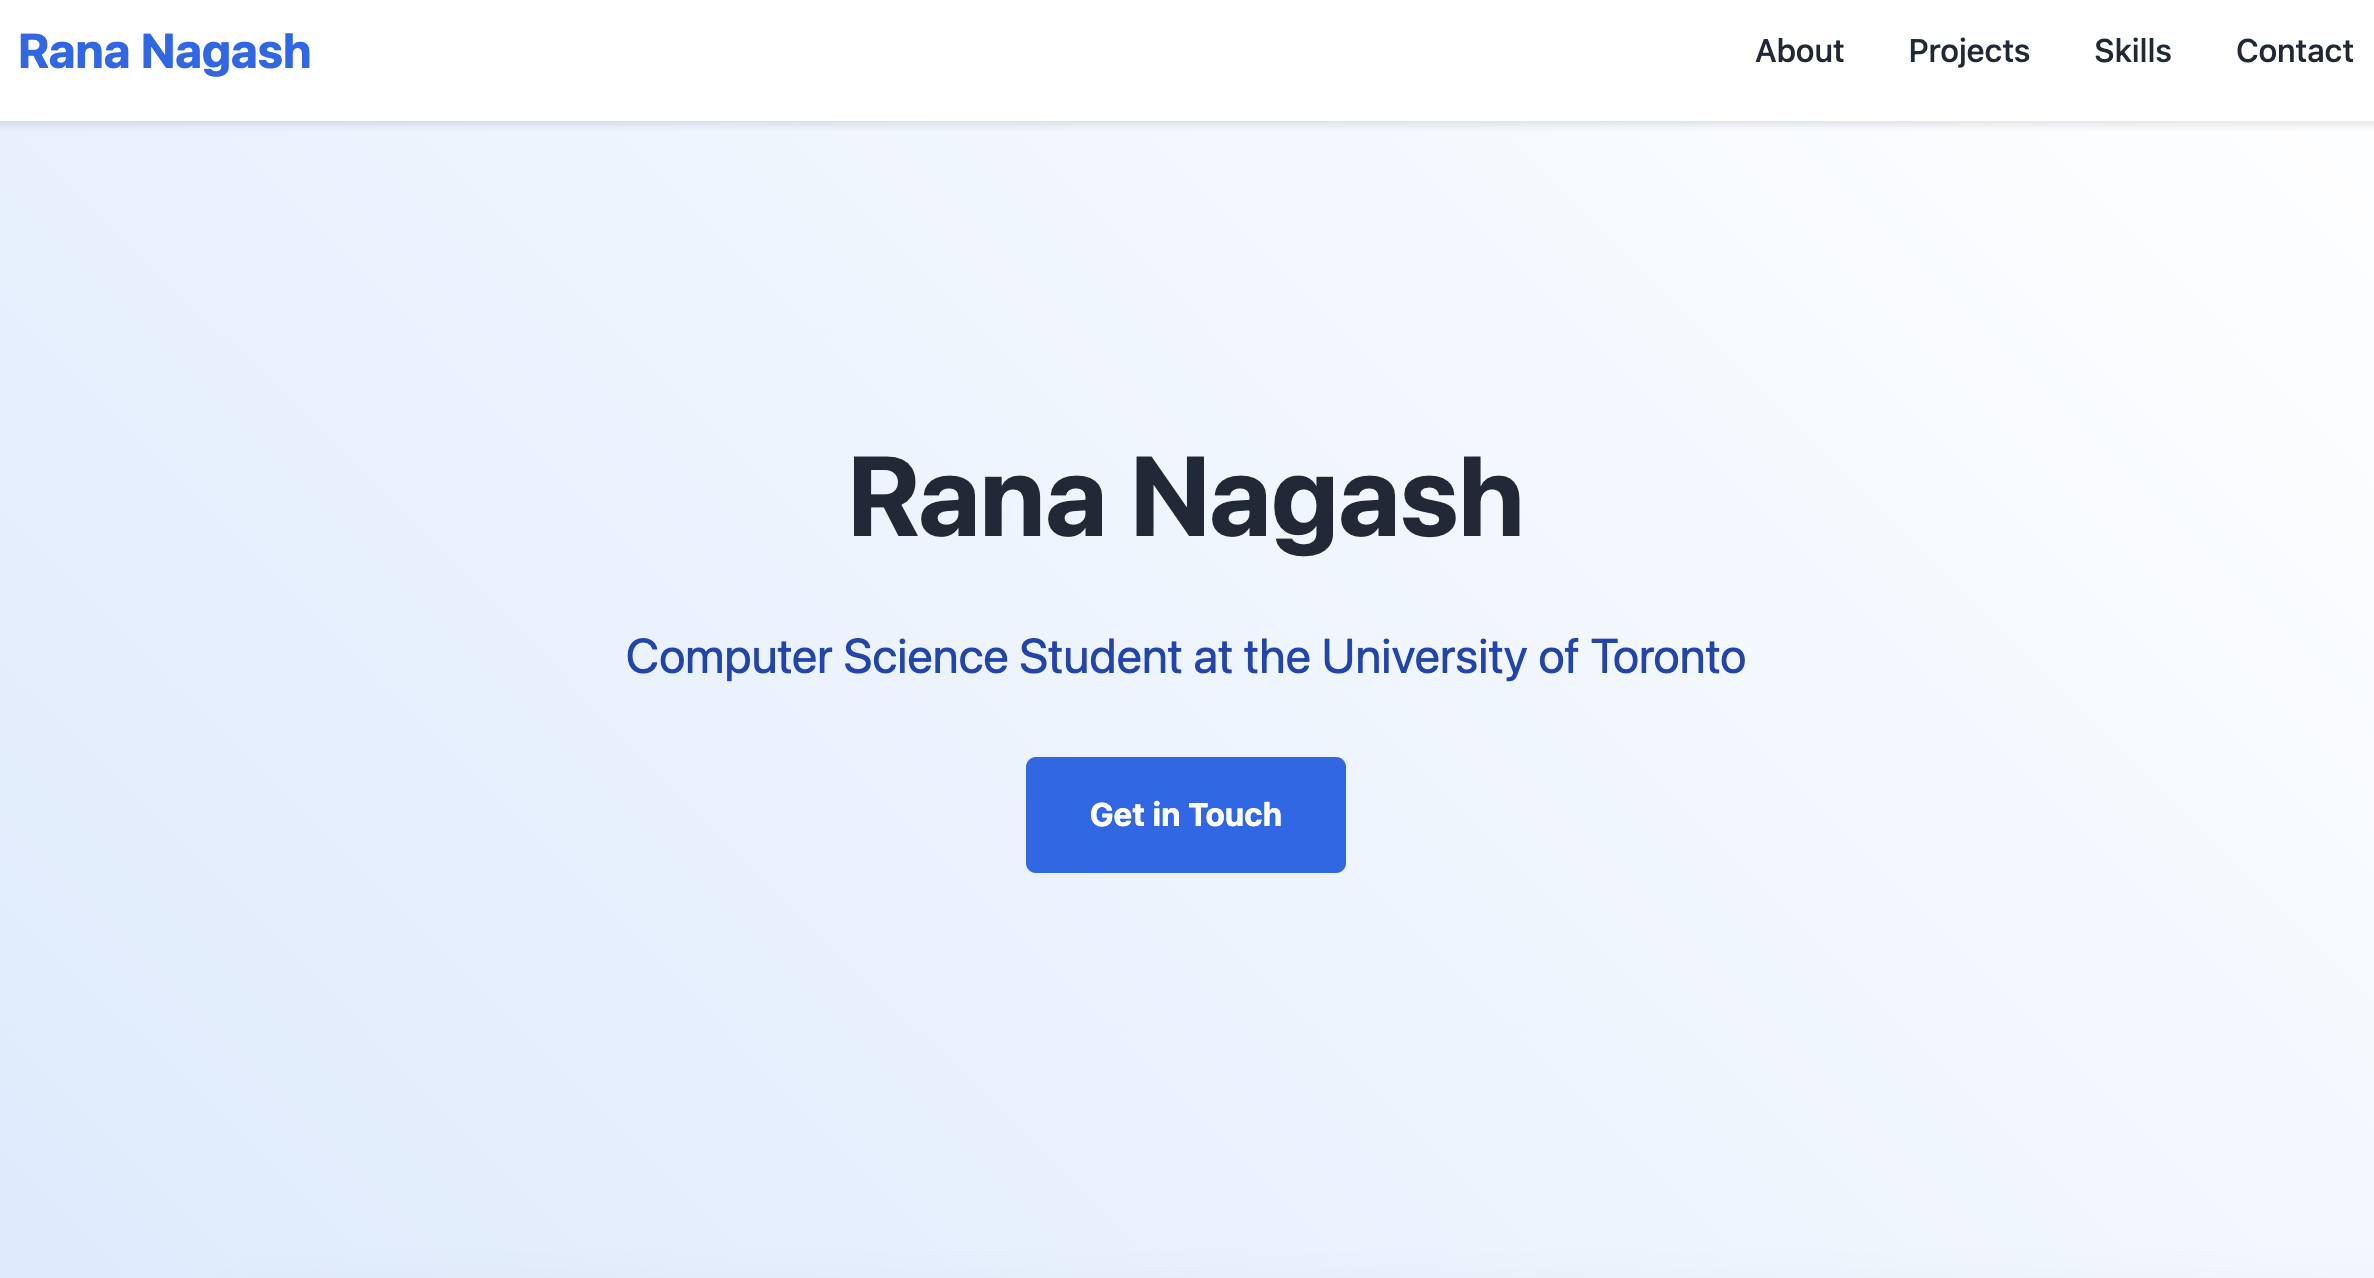 Rana Nagash
About Projects Skills Contact
Rana Nagash
Computer Science Student at the University of Toronto
Get in Touch